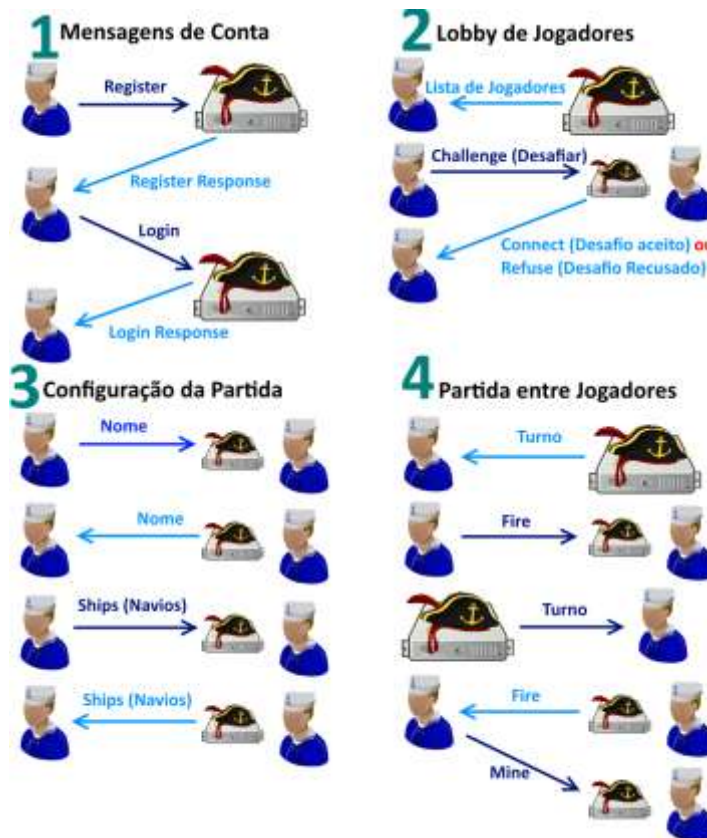 1 Mensagens de Conta
Register
Register Response
Login
Login Response
2 Lobby de Jogadores
Lista de Jogadores
Challenge (Desafiar)
Connect (Desafio aceito) ou
Refuse (Desafio Recusado)
3 Configuração da Partida
Nome
Nome
Ships (Navios)
Ships (Navios)
4 Partida entre Jogadores
Turno
Fire
Turno
Fire
Mine